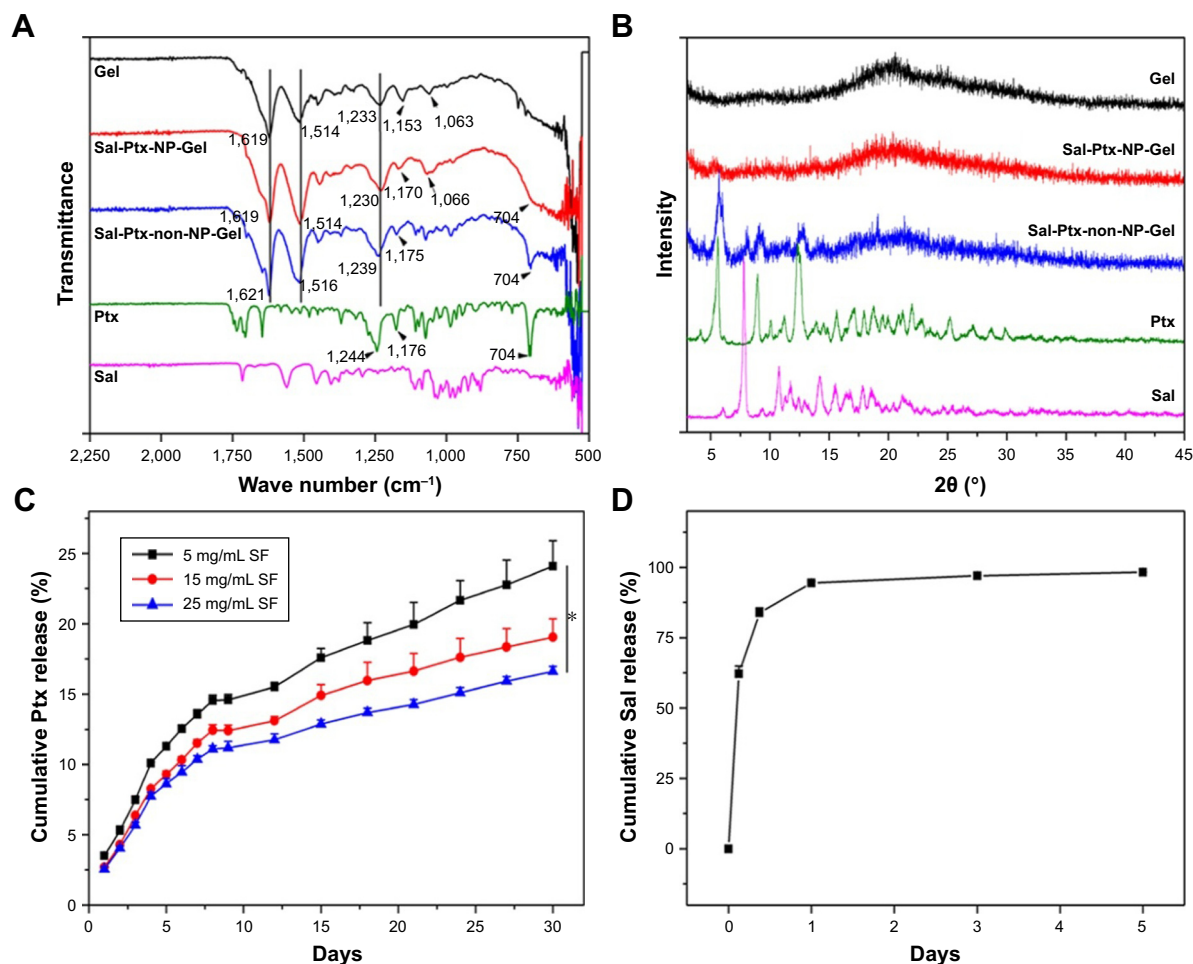 A
Gel
1,619
1,514
1,233
1,153
1,063
Sal-Ptx-NP-Gel
1,619
1,514
1,230
1,170
1,066
704
Sal-Ptx-non-NP-Gel
1,621
1,516
1,239
1,175
704
Ptx
1,244
1,176
704
Sal
Transmittance
2,250 2,000 1,750 1,500 1,250 1,000 750 500
Wave number (cm⁻¹)
B
Gel
Sal-Ptx-NP-Gel
Sal-Ptx-non-NP-Gel
Ptx
Sal
Intensity
5 10 15 20 25 30 35 40 45
2θ (°)
C
5 mg/mL SF
15 mg/mL SF
25 mg/mL SF
*
Cumulative Ptx release (%)
25
20
15
10
5
0
0 5 10 15 20 25 30
Days
D
Cumulative Sal release (%)
100
75
50
25
0
0 1 2 3 4 5
Days